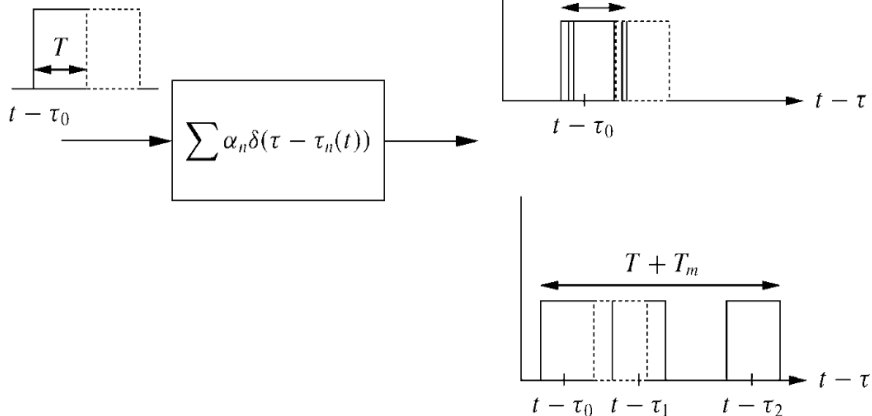 T
t − τ₀
∑ αₙδ(τ − τₙ(t))
t − τ
t − τ₀
T + Tₘ
t − τ
t − τ₀
t − τ₁
t − τ₂